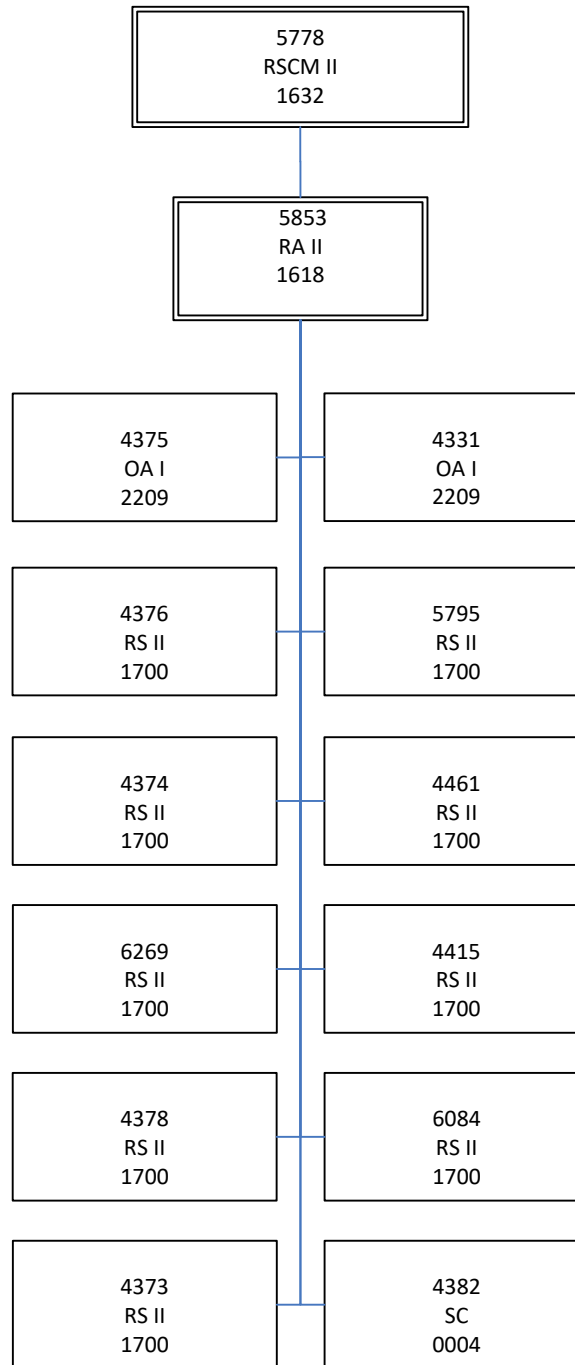 5778
RSCM II
1632
5853
RA II
1618
4375
OA I
2209
4331
OA I
2209
4376
RS II
1700
5795
RS II
1700
4374
RS II
1700
4461
RS II
1700
6269
RS II
1700
4415
RS II
1700
4378
RS II
1700
6084
RS II
1700
4373
RS II
1700
4382
SC
0004